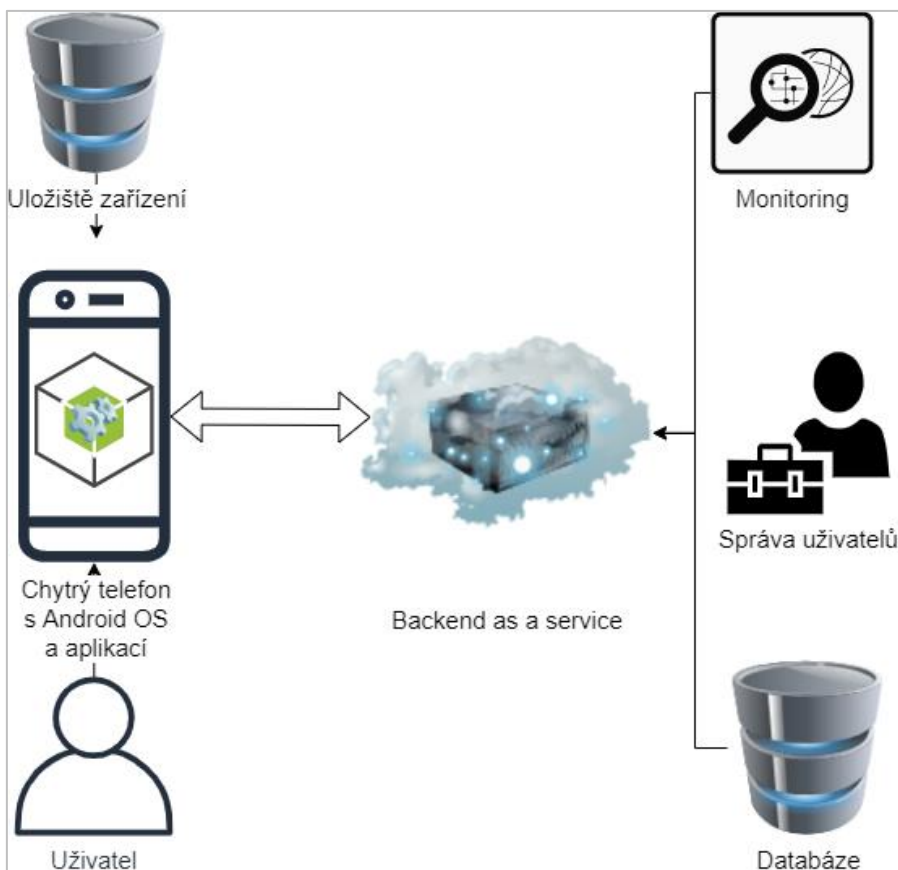 Uložiště zařízení
Monitoring
Chytrý telefon
s Android OS
a aplikací
Backend as a service
Správa uživatelů
Uživatel
Databáze